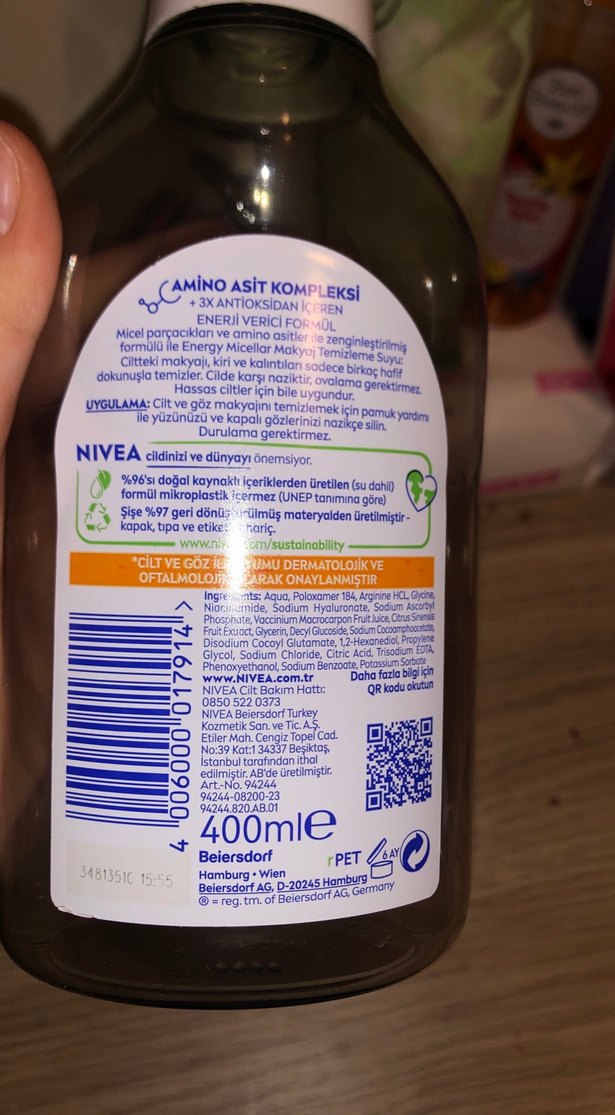 AMİNO ASİT KOMPLEKSİ
+ 3X ANTİOKSİDAN İÇEREN
ENERJİ VERİCİ FORMÜL
Micel parçacıkları ve amino asitler ile zenginleştirilmiş
formülü ile Energy Micellar Makyaj Temizleme Suyu:
Ciltteki makyajı, kiri ve kalıntıları sadece birkaç hafif
dokunuşla temizler. Cilde karşı naziktir, ovalama gerektirmez.
Hassas ciltler için bile uygundur.
UYGULAMA: Cilt ve göz makyajını temizlemek için pamuk yardımı
ile yüzünüzü ve kapalı gözlerinizi nazikçe silin.
Durulama gerektirmez.
NIVEA cildinizi ve dünyayı önemsiyor.
%96'sı doğal kaynaklı içeriklerden üretilen (su dahil)
formül mikroplastik içermez (UNEP tanımına göre)
Şişe %97 geri dönüştürülmüş materyalden üretilmiştir -
kapak, tıpa ve etiket hariç.
www.nivea.com/sustainability
*CİLT VE GÖZ İLE UYUMU DERMATOLOJİK VE
OFTALMOLOJİK OLARAK ONAYLANMIŞTIR
Ingredients: Aqua, Poloxamer 184, Arginine HCL, Glycine,
Niacinamide, Sodium Hyaluronate, Sodium Ascorbyl
Phosphate, Vaccinium Macrocarpon Fruit Juice, Citrus Sinensis
Fruit Extract, Glycerin, Decyl Glucoside, Sodium Cocoamphoacetate,
Disodium Cocoyl Glutamate, 1,2-Hexanediol, Propylene
Glycol, Sodium Chloride, Citric Acid, Trisodium EDTA,
Phenoxyethanol, Sodium Benzoate, Potassium Sorbate
www.NIVEA.com.tr
NIVEA Cilt Bakım Hattı:
0850 522 0373
NIVEA Beiersdorf Turkey
Kozmetik San. ve Tic. A.Ş.
Etiler Mah. Cengiz Topel Cad.
No:39 Kat:1 34337 Beşiktaş,
İstanbul tarafından ithal
edilmiştir. AB'de üretilmiştir.
Art.-No. 94244
94244-08200-23
94244.820.AB.01
Daha fazla bilgi için
QR kodu okutun
4 006000 017914 >
400ml e
Beiersdorf
Hamburg • Wien
Beiersdorf AG, D-20245 Hamburg
® = reg. tm. of Beiersdorf AG, Germany
rPET
6 AY
34813510 15:55